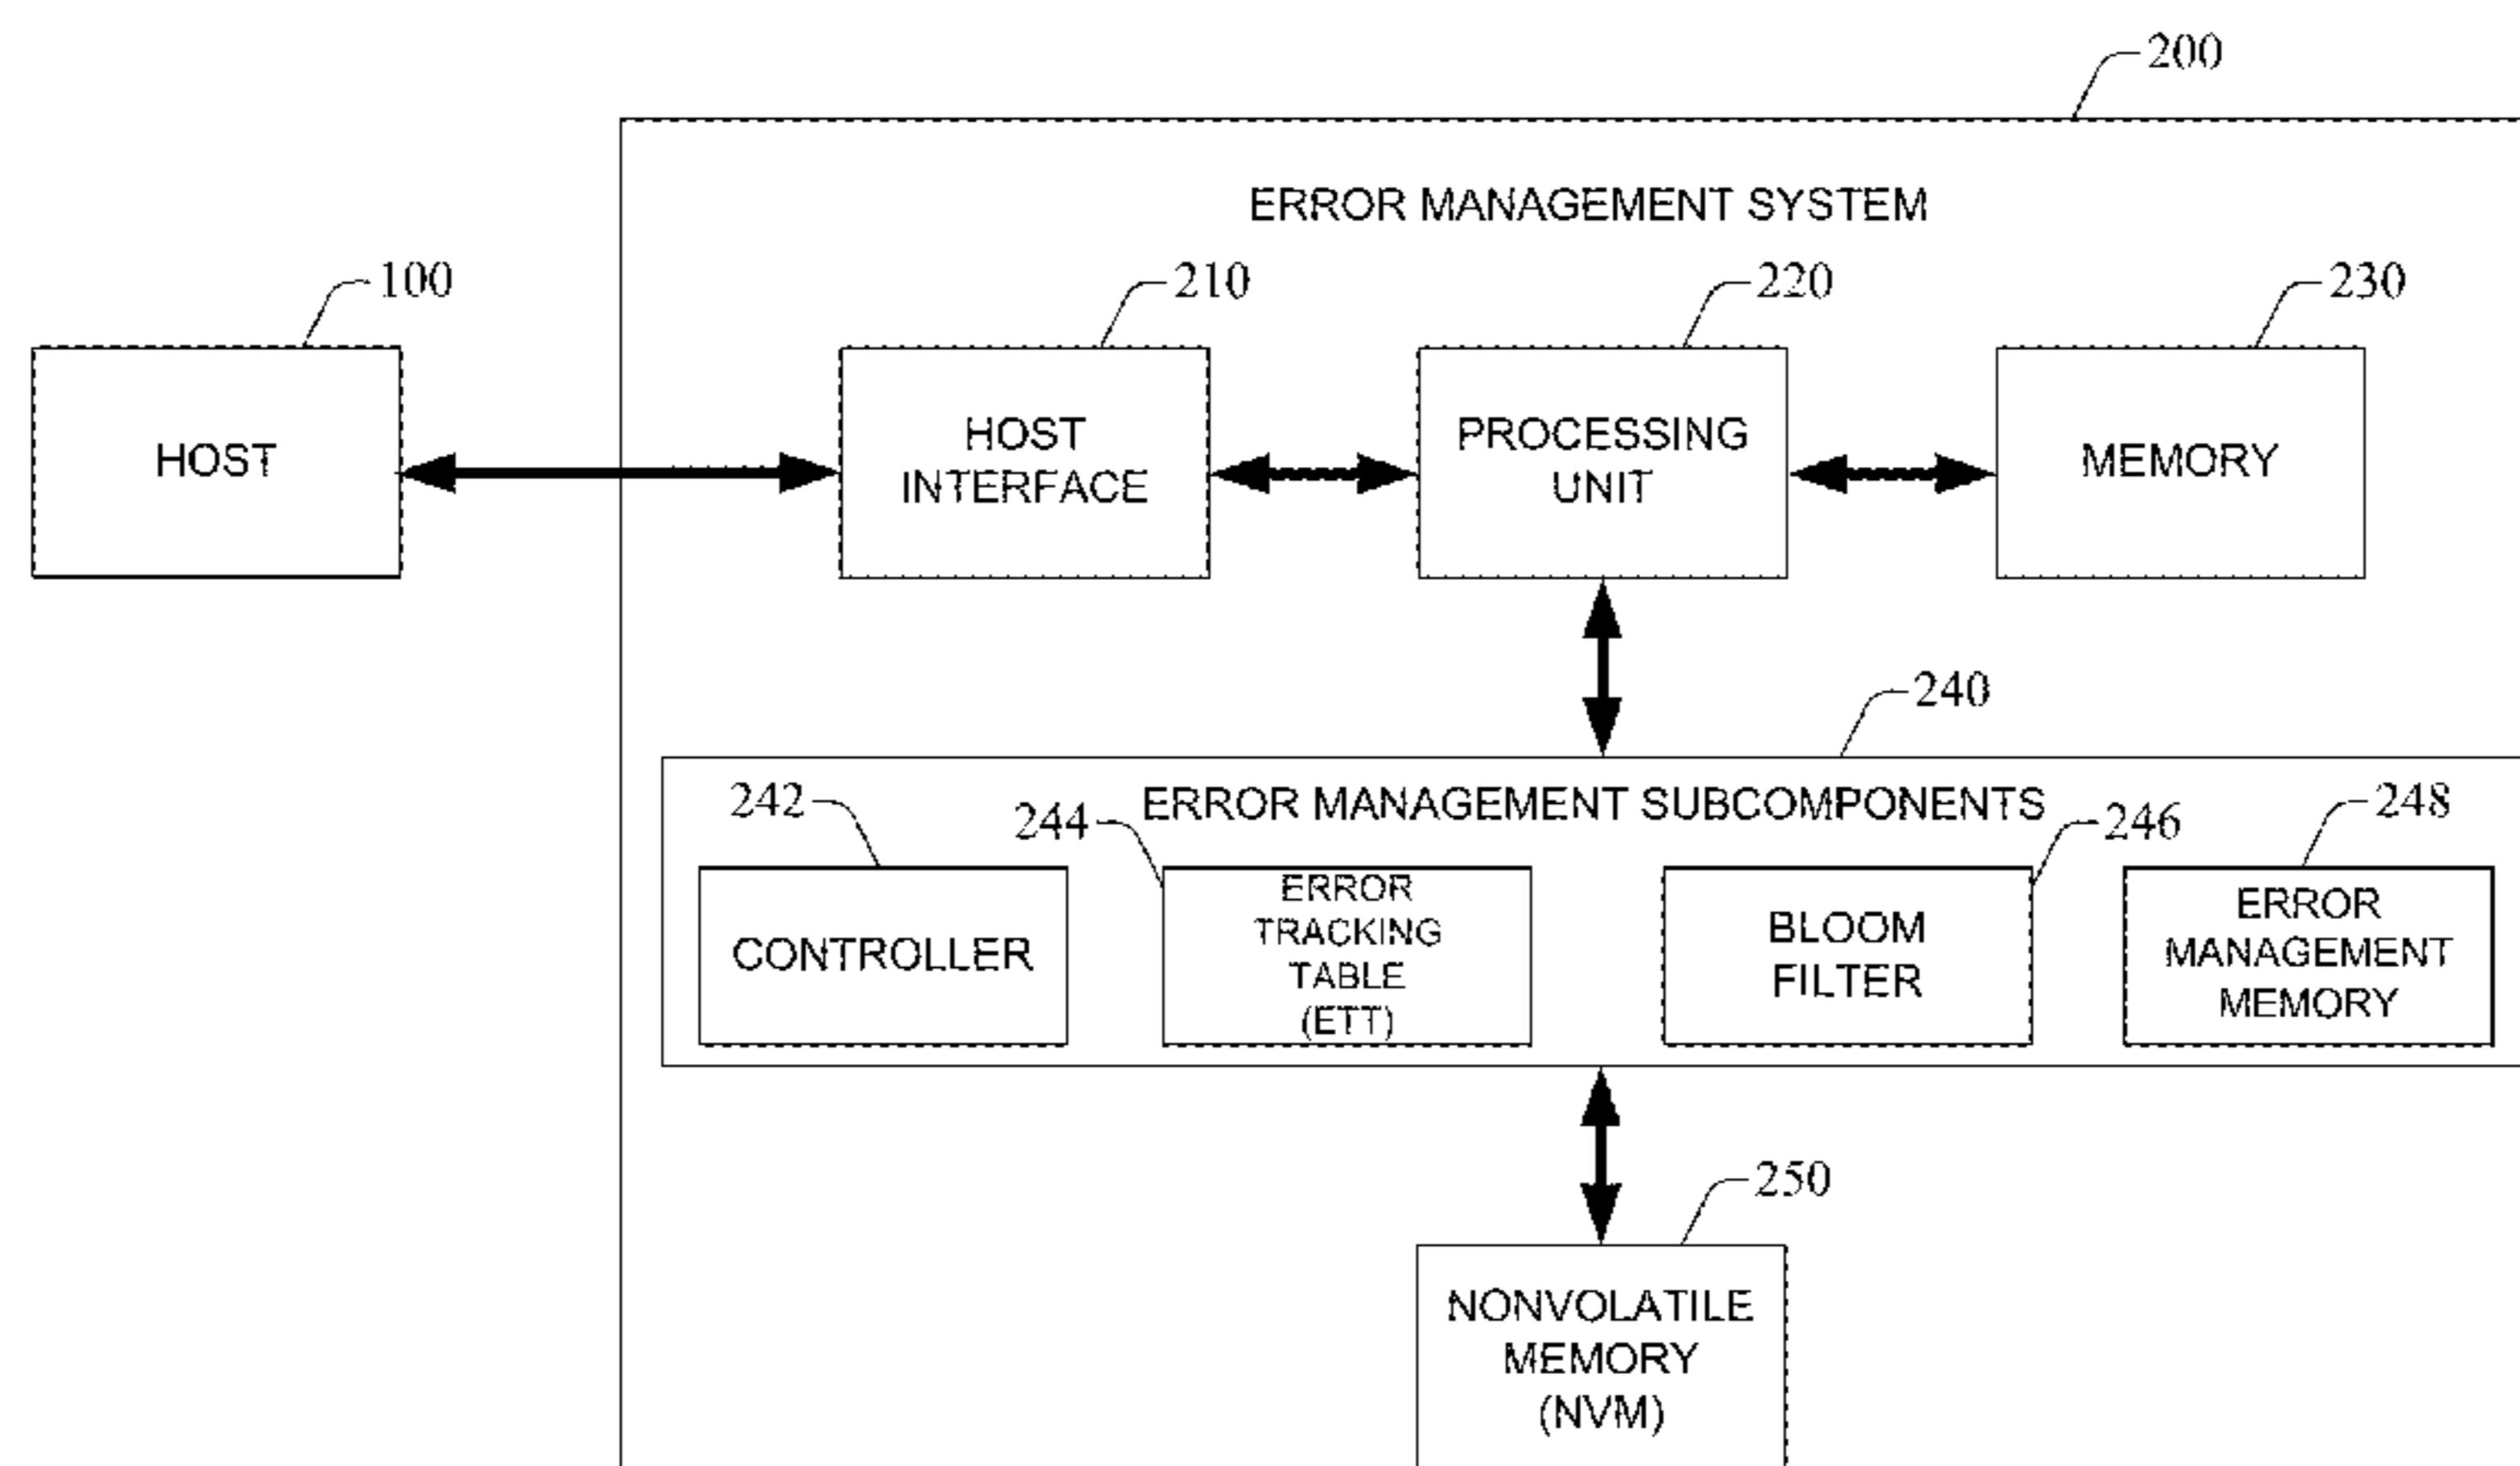 200
ERROR MANAGEMENT SYSTEM
100
210
220
230
HOST
HOST
INTERFACE
PROCESSING
UNIT
MEMORY
240
242
244
ERROR MANAGEMENT SUBCOMPONENTS
246
248
CONTROLLER
ERROR
TRACKING
TABLE
(ETT)
BLOOM
FILTER
ERROR
MANAGEMENT
MEMORY
250
NONVOLATILE
MEMORY
(NVM)